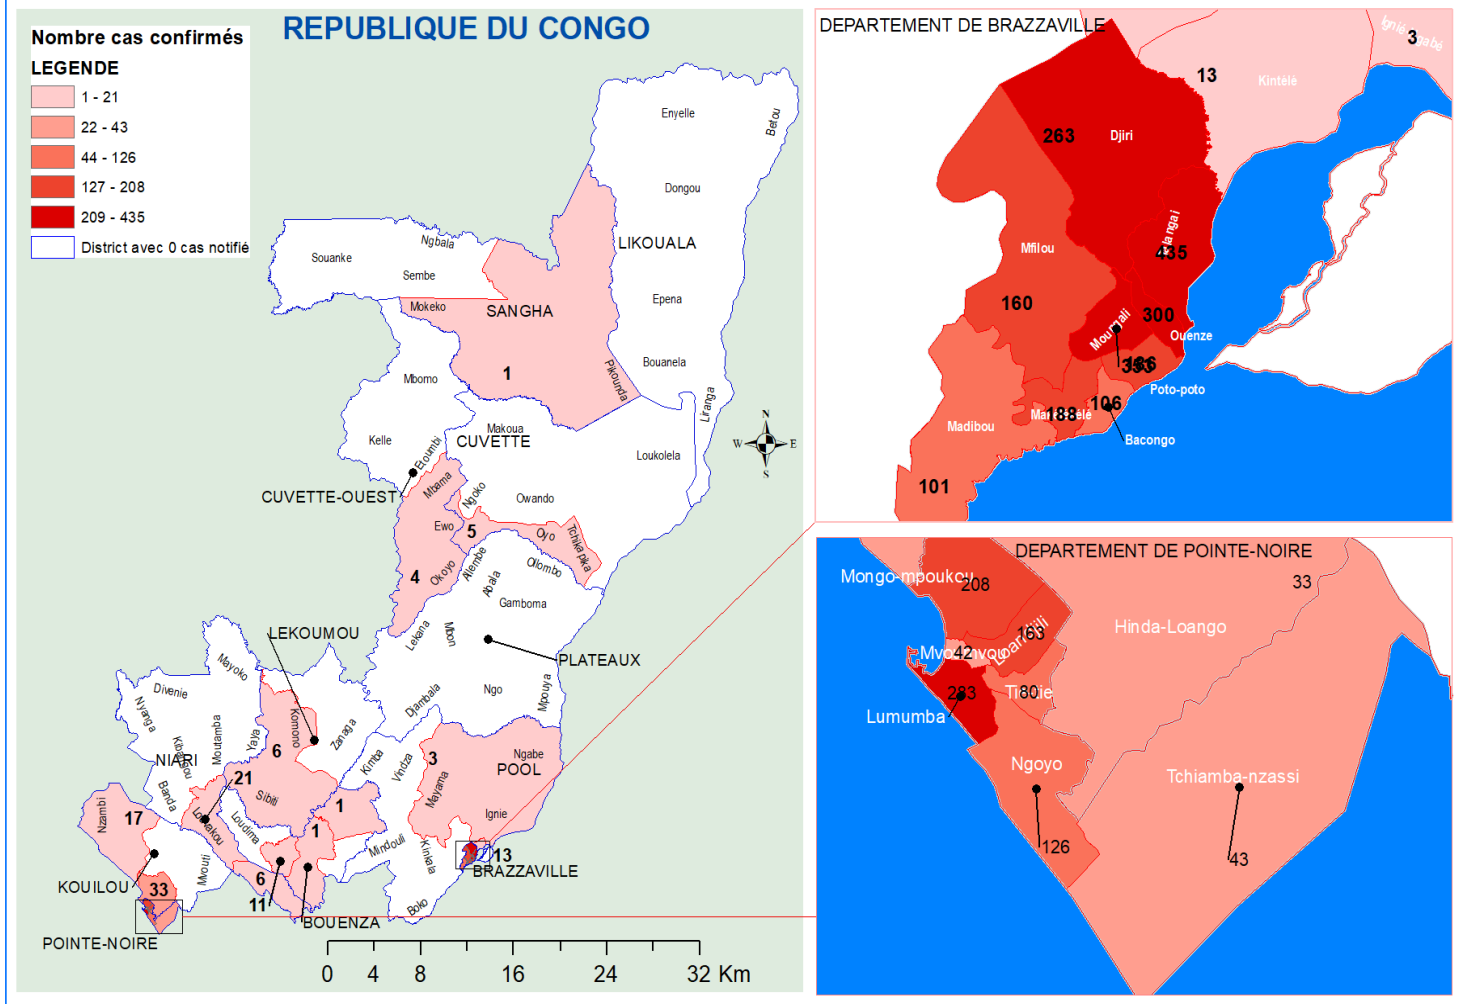 REPUBLIQUE DU CONGO
Nombre cas confirmés
LEGENDE
1 - 21
22 - 43
44 - 126
127 - 208
209 - 435
District avec 0 cas notifié
Enyelle
Betou
Dongou
LIKOUALA
Ngbala
Souanke
Sembe
Mokeko
SANGHA
Epena
Bouanela
Pikounda
1
Liranga
Mbomo
Kelle
Etoumbi
Makoua
CUVETTE
Loukolela
CUVETTE-OUEST
Mbama
Ngoko
Owando
Ewo
5
Oyo
Tchikapika
4
Okoyo
Allembe
Abala
Ollombo
Gamboma
Lekana
Mbon
PLATEAUX
LEKOUMOU
Mayoko
Divenie
Nyanga
Kibangou
Moutamba
Yaya
Komono
Zanaga
Djambala
Ngo
Mpouya
6
NIARI
Banda
21
Sibiti
Kimba
Vindza
3
Mayama
Ngabe
POOL
Ignie
Nzambi
17
Louvakou
Loudima
1
1
Mindouli
Kinkala
13
BRAZZAVILLE
Mvouti
KOUILOU
33
6
11
BOUENZA
Boko
POINTE-NOIRE
N
W
E
S
0 4 8 16 24 32 Km
DEPARTEMENT DE BRAZZAVILLE
3
13
Kintélé
263
Djiri
435
Mfilou
160
300
Ouenze
Moungali
353
Poto-poto
106
188
Madibou
Bacongo
101
DEPARTEMENT DE POINTE-NOIRE
Mongo-mpoukou
208
33
Hinda-Loango
163
42
80
Lumumba
Ngoyo
Tchiamba-nzassi
126
43